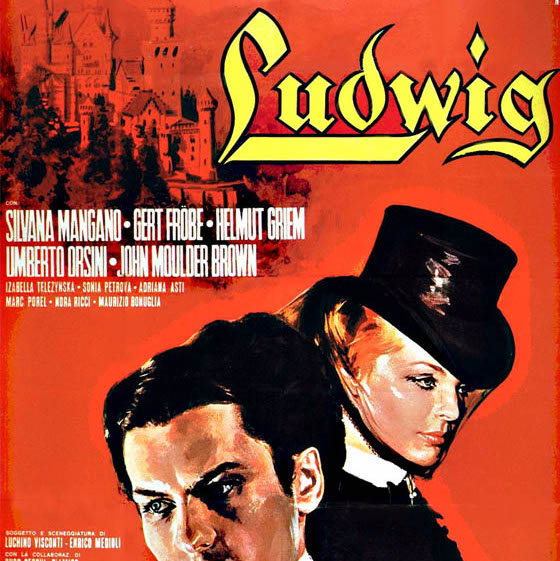 Ludwig
CON
SILVANA MANGANO • GERT FRÖBE • HELMUT GRIEM
UMBERTO ORSINI • JOHN MOULDER BROWN
IZABELLA TELEZYNSKA • SONIA PETROVA • ADRIANA ASTI
MARC POREL • NORA RICCI • MAURIZIO BONUGLIA
SOGGETTO E SCENEGGIATURA DI
LUCHINO VISCONTI - ENRICO MEDIOLI
CON LA COLLABORAZ. DI